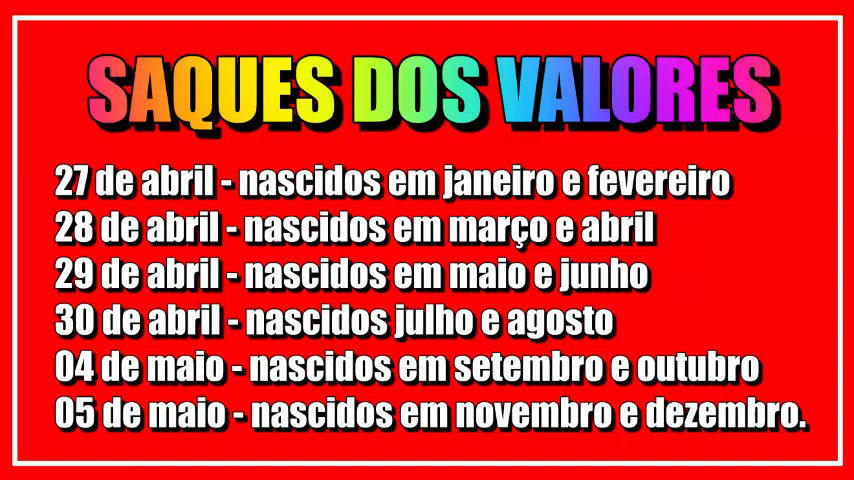 SAQUES DOS VALORES
27 de abril - nascidos em janeiro e fevereiro
28 de abril - nascidos em março e abril
29 de abril - nascidos em maio e junho
30 de abril - nascidos julho e agosto
04 de maio - nascidos em setembro e outubro
05 de maio - nascidos em novembro e dezembro.